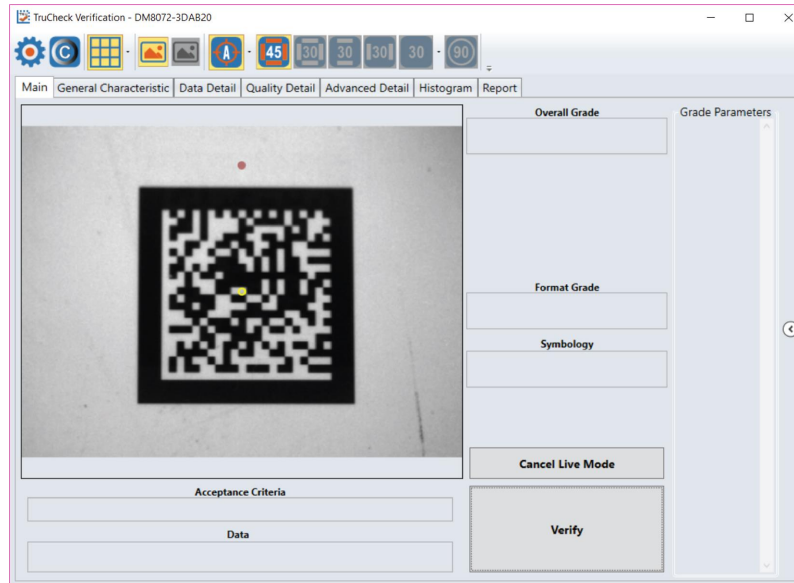 TruCheck Verification - DM8072-3DAB20
C A 45 30 30 30 30 90
Main General Characteristic Data Detail Quality Detail Advanced Detail Histogram Report
Overall Grade
Grade Parameters
Format Grade
Symbology
Cancel Live Mode
Acceptance Criteria
Verify
Data